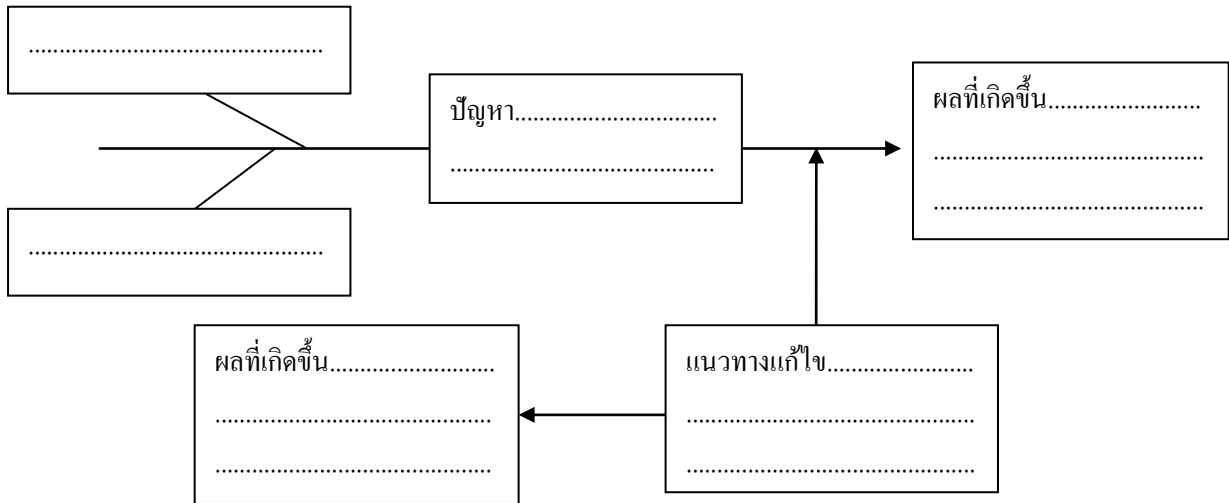 ................................................
ปัญหา.................................
...........................................
ผลที่เกิดขึ้น.........................
............................................
............................................
................................................
ผลที่เกิดขึ้น...........................
.............................................
.............................................
แนวทางแก้ไข........................
...............................................
...............................................